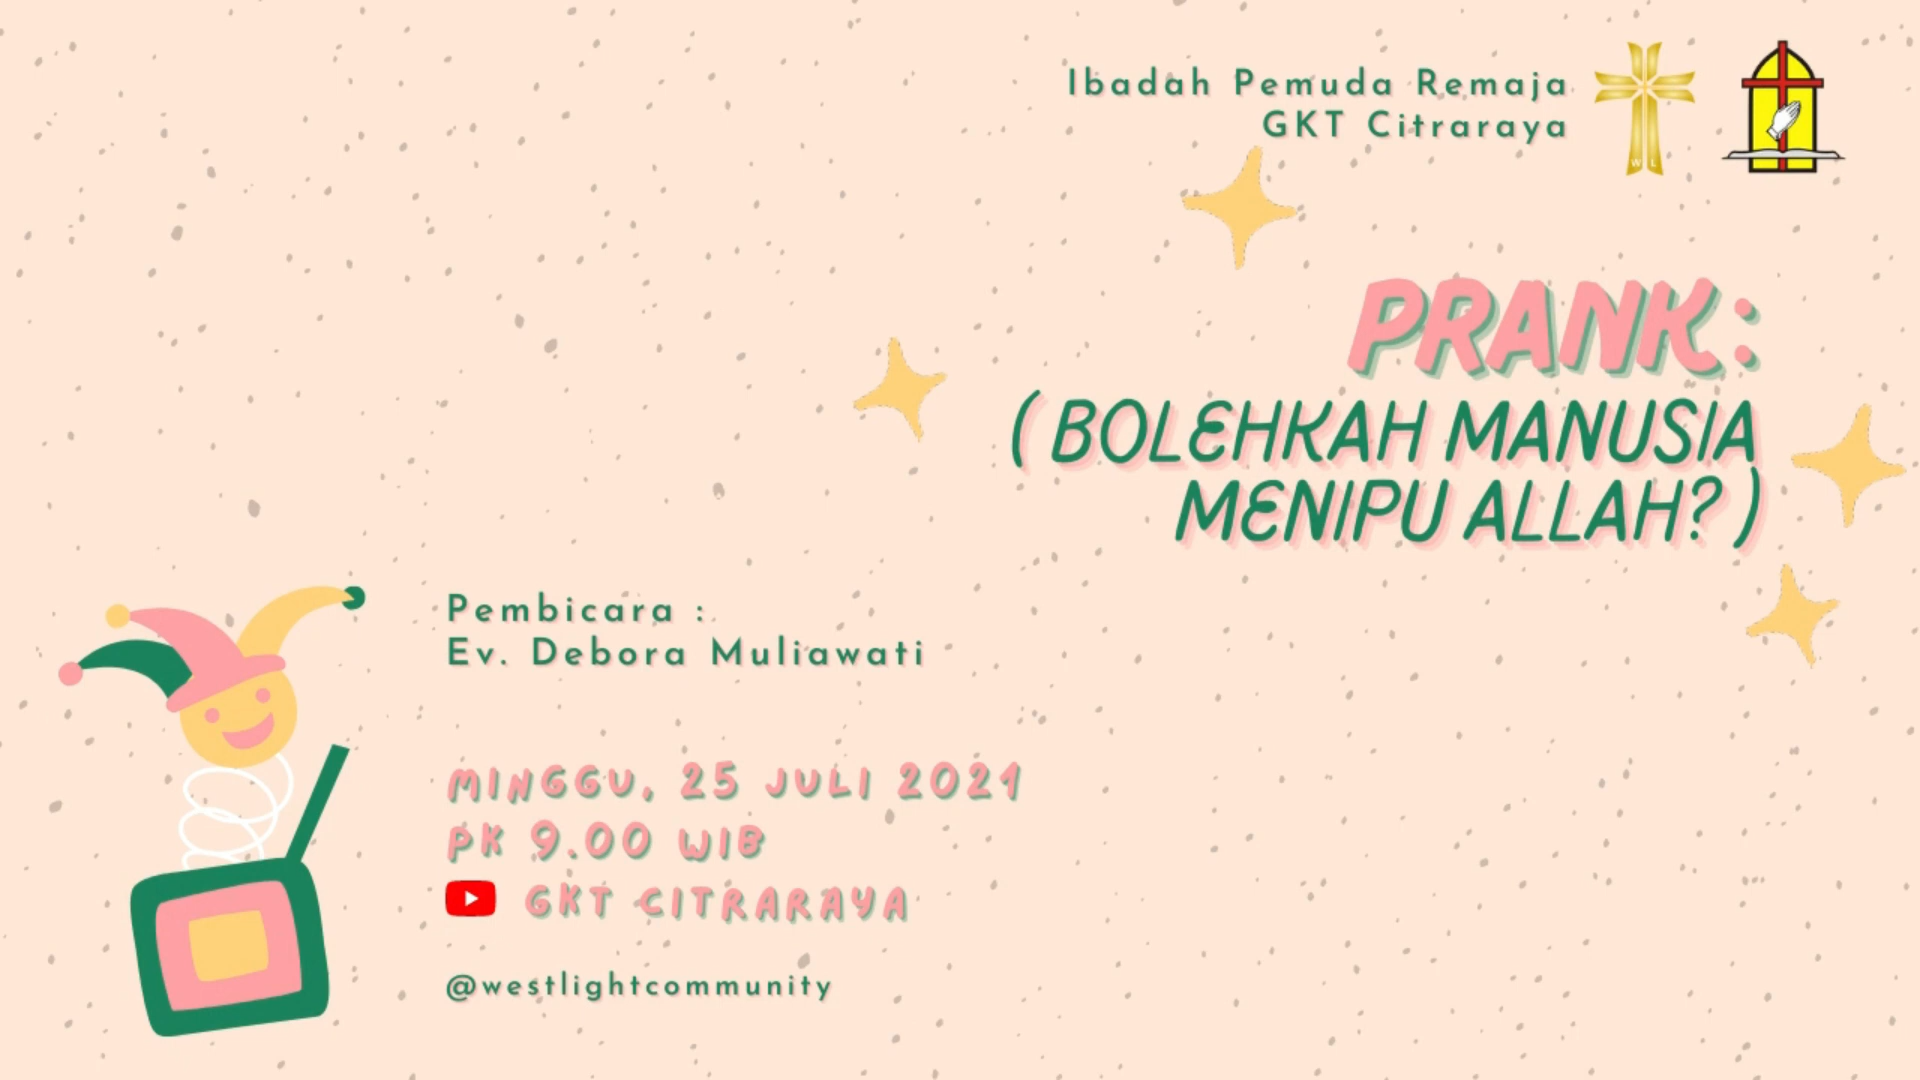 Ibadah Pemuda Remaja
GKT Citraraya
W L
PRANK:
( BOLEHKAH MANUSIA
MENIPU ALLAH? )
Pembicara :
Ev. Debora Muliawati
MINGGU, 25 JULI 2021
PK 9.00 WIB
GKT CITRARAYA
@westlightcommunity